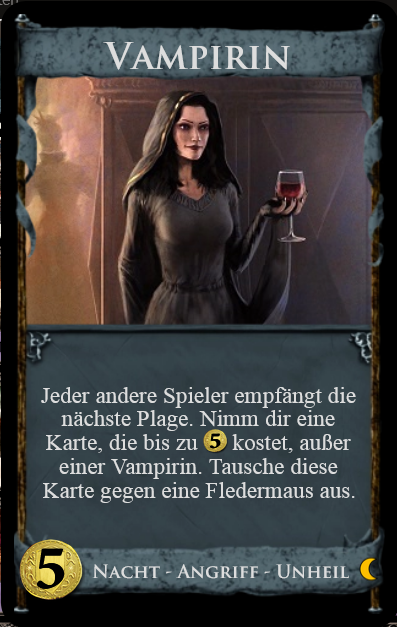 Vampirin
Jeder andere Spieler empfängt die
nächste Plage. Nimm dir eine
Karte, die bis zu 5 kostet, außer
einer Vampirin. Tausche diese
Karte gegen eine Fledermaus aus.
5 Nacht - Angriff - Unheil